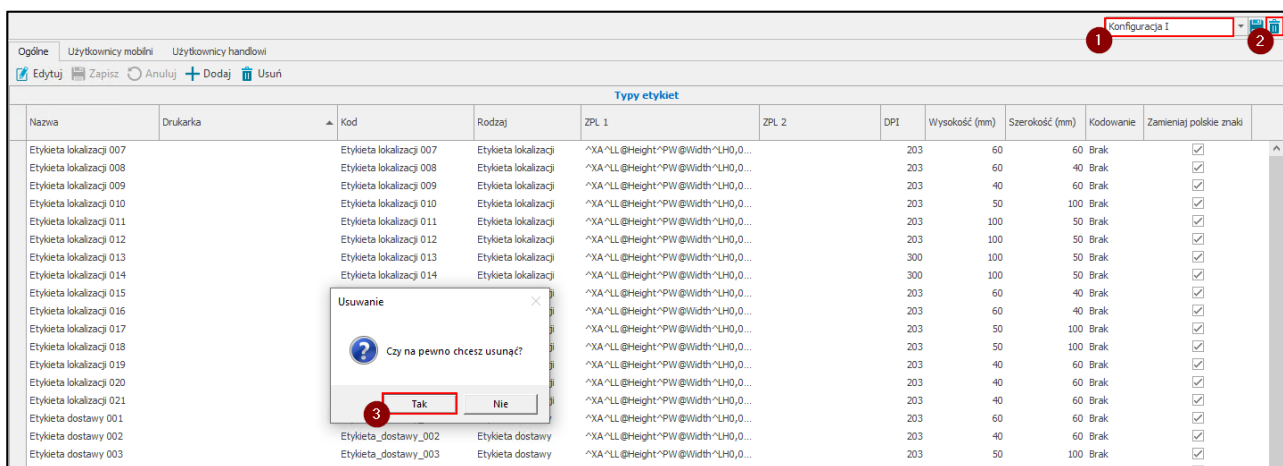 Konfiguracja I
1
2
Ogólne Użytkownicy mobilni Użytkownicy handlowi
Edytuj Zapisz Anuluj Dodaj Usuń
Typy etykiet
Nazwa Drukarka Kod Rodzaj ZPL 1 ZPL 2 DPI Wysokość (mm) Szerokość (mm) Kodowanie Zamieniaj polskie znaki
Etykieta lokalizacji 007 Etykieta lokalizacji 007 Etykieta lokalizacji ^XA^LL@Height^PW@Width^LH0,0... 203 60 60 Brak
Etykieta lokalizacji 008 Etykieta lokalizacji 008 Etykieta lokalizacji ^XA^LL@Height^PW@Width^LH0,0... 203 60 40 Brak
Etykieta lokalizacji 009 Etykieta lokalizacji 009 Etykieta lokalizacji ^XA^LL@Height^PW@Width^LH0,0... 203 40 60 Brak
Etykieta lokalizacji 010 Etykieta lokalizacji 010 Etykieta lokalizacji ^XA^LL@Height^PW@Width^LH0,0... 203 50 100 Brak
Etykieta lokalizacji 011 Etykieta lokalizacji 011 Etykieta lokalizacji ^XA^LL@Height^PW@Width^LH0,0... 203 100 50 Brak
Etykieta lokalizacji 012 Etykieta lokalizacji 012 Etykieta lokalizacji ^XA^LL@Height^PW@Width^LH0,0... 203 100 50 Brak
Etykieta lokalizacji 013 Etykieta lokalizacji 013 Etykieta lokalizacji ^XA^LL@Height^PW@Width^LH0,0... 300 100 50 Brak
Etykieta lokalizacji 014 Etykieta lokalizacji 014 Etykieta lokalizacji ^XA^LL@Height^PW@Width^LH0,0... 300 100 50 Brak
Etykieta lokalizacji 015 ^XA^LL@Height^PW@Width^LH0,0... 203 60 40 Brak
Etykieta lokalizacji 016 ^XA^LL@Height^PW@Width^LH0,0... 203 60 40 Brak
Etykieta lokalizacji 017 ^XA^LL@Height^PW@Width^LH0,0... 203 50 100 Brak
Etykieta lokalizacji 018 ^XA^LL@Height^PW@Width^LH0,0... 203 50 100 Brak
Etykieta lokalizacji 019 ^XA^LL@Height^PW@Width^LH0,0... 203 40 60 Brak
Etykieta lokalizacji 020 ^XA^LL@Height^PW@Width^LH0,0... 203 40 60 Brak
Etykieta lokalizacji 021 ^XA^LL@Height^PW@Width^LH0,0... 203 40 60 Brak
Etykieta dostawy 001 ^XA^LL@Height^PW@Width^LH0,0... 203 60 60 Brak
Etykieta dostawy 002 Etykieta_dostawy_002 Etykieta dostawy ^XA^LL@Height^PW@Width^LH0,0... 203 40 60 Brak
Etykieta dostawy 003 Etykieta_dostawy_003 Etykieta dostawy ^XA^LL@Height^PW@Width^LH0,0... 203 50 100 Brak
Usuwanie
Czy na pewno chcesz usunąć?
Tak Nie
3